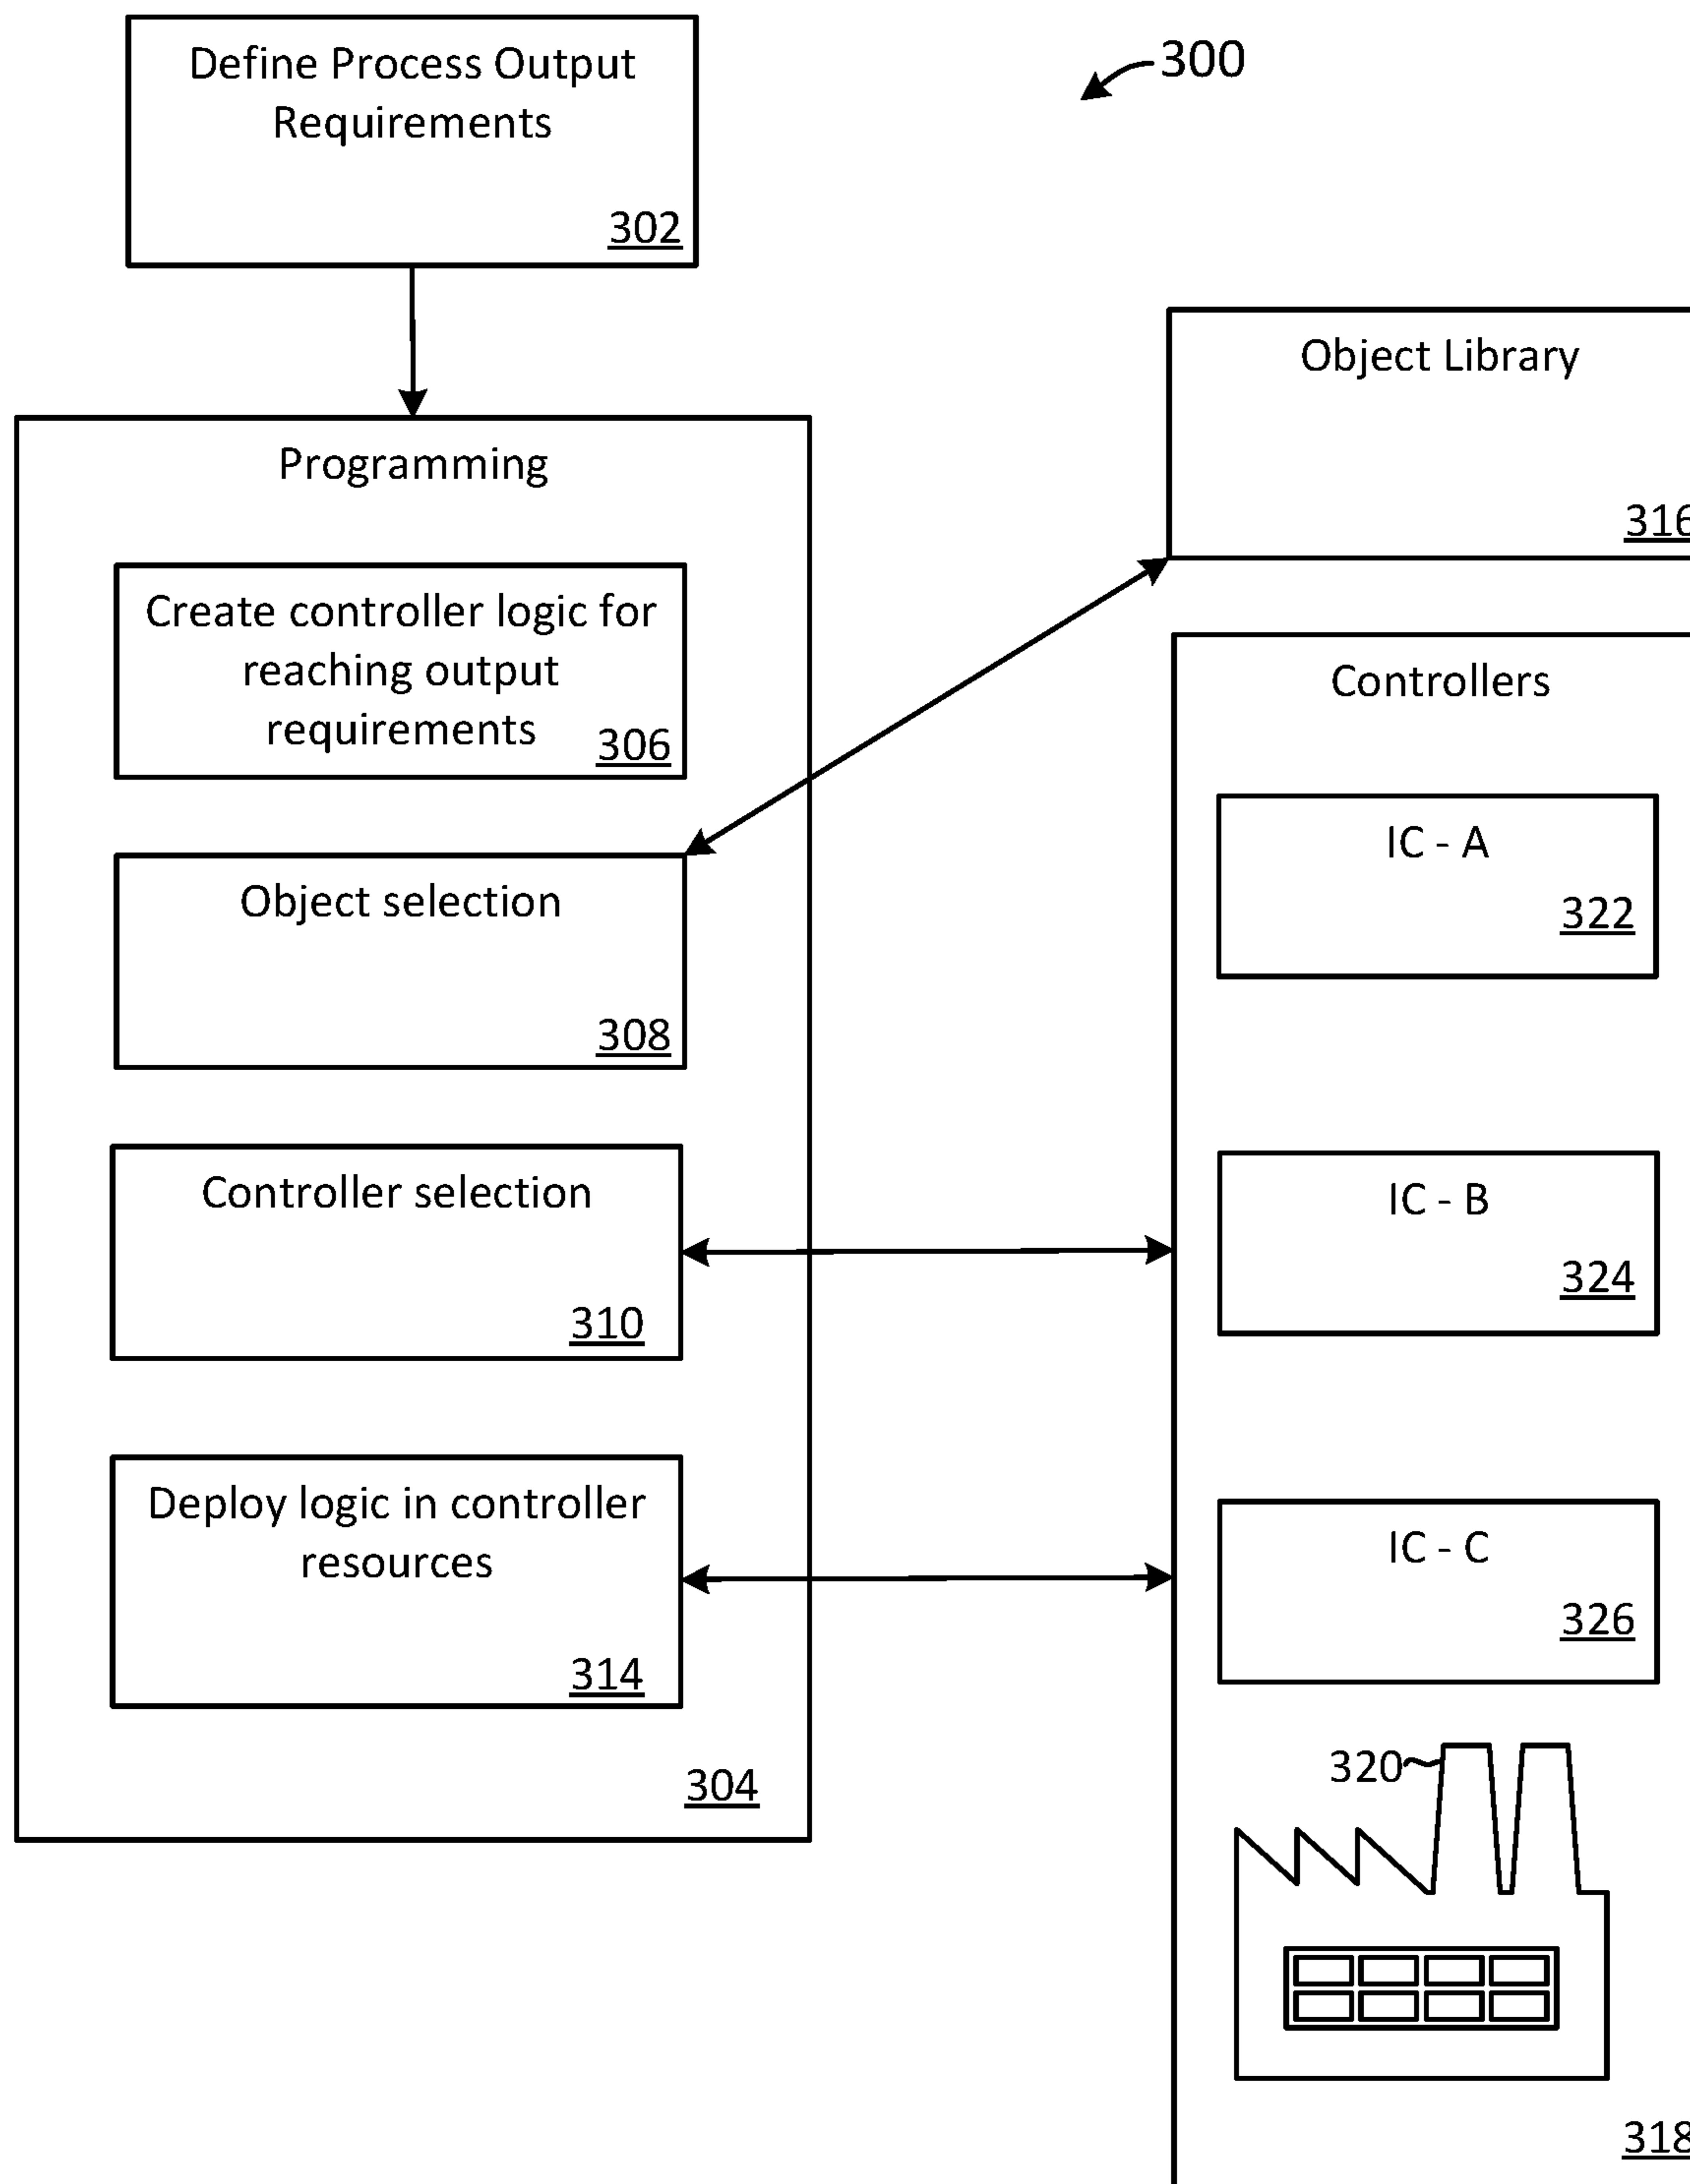 Define Process Output
Requirements
302
300
Programming
Create controller logic for
reaching output
requirements
306
Object selection
308
Controller selection
310
Deploy logic in controller
resources
314
304
Object Library
316
Controllers
IC - A
322
IC - B
324
IC - C
326
320
318